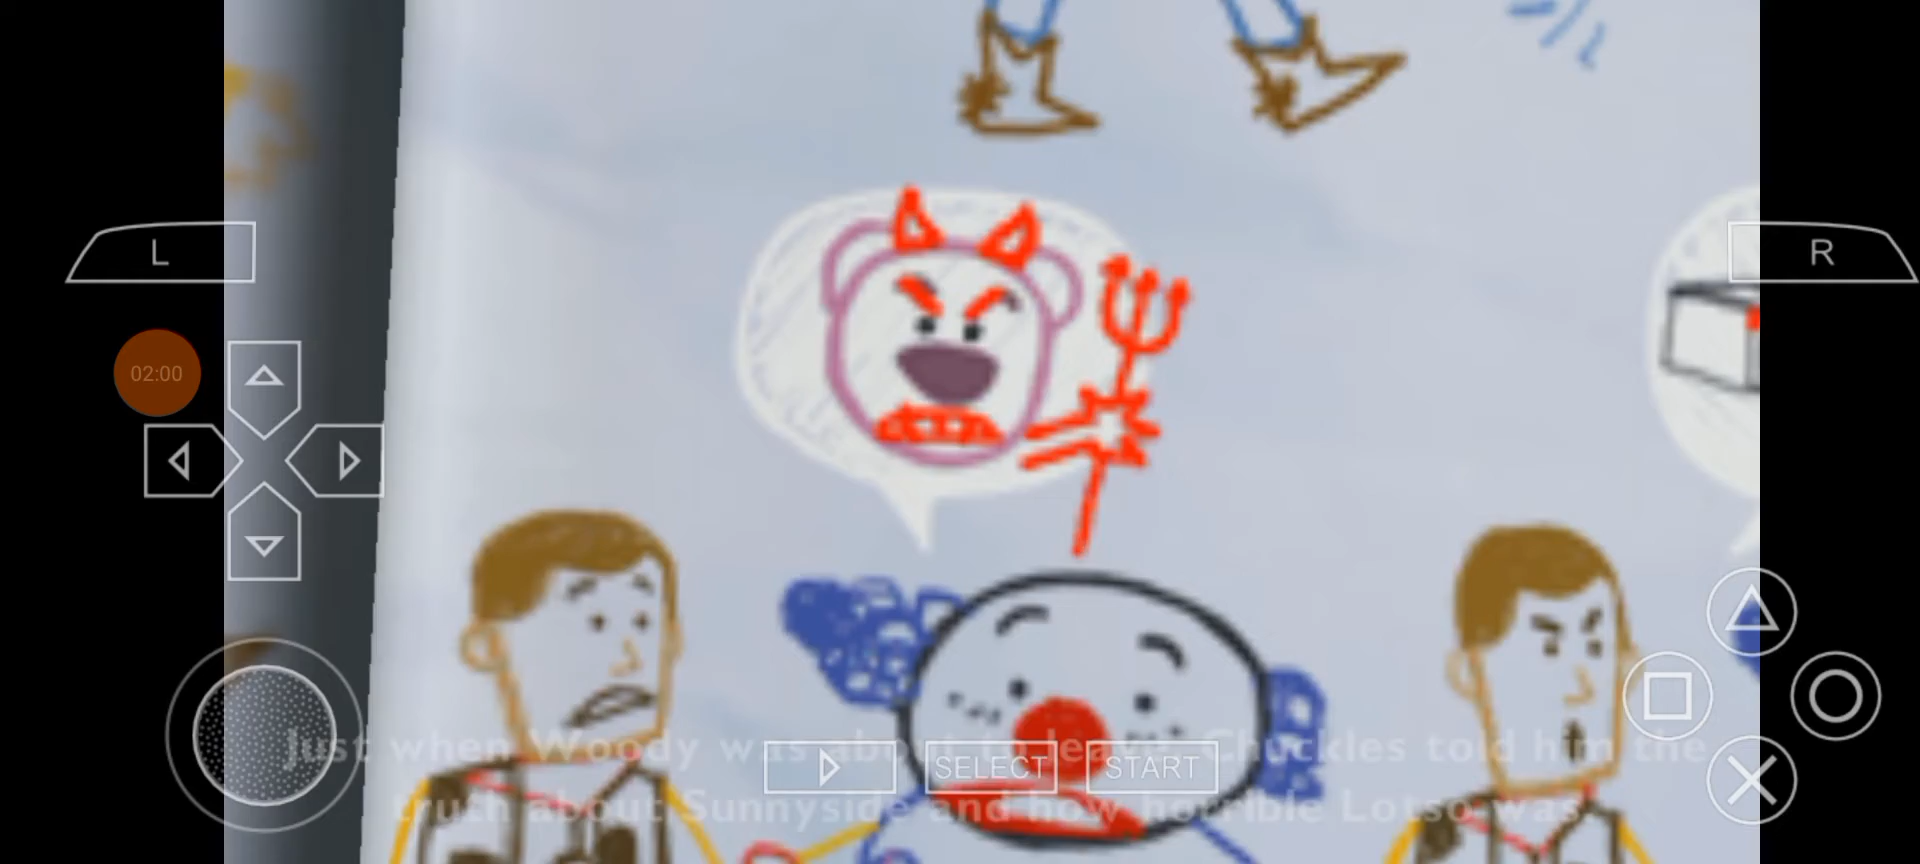 L
R
02:00
Just when Woody was about to leave, Chuckles told him the
truth about Sunnyside and how horrible Lotso was.
SELECT
START